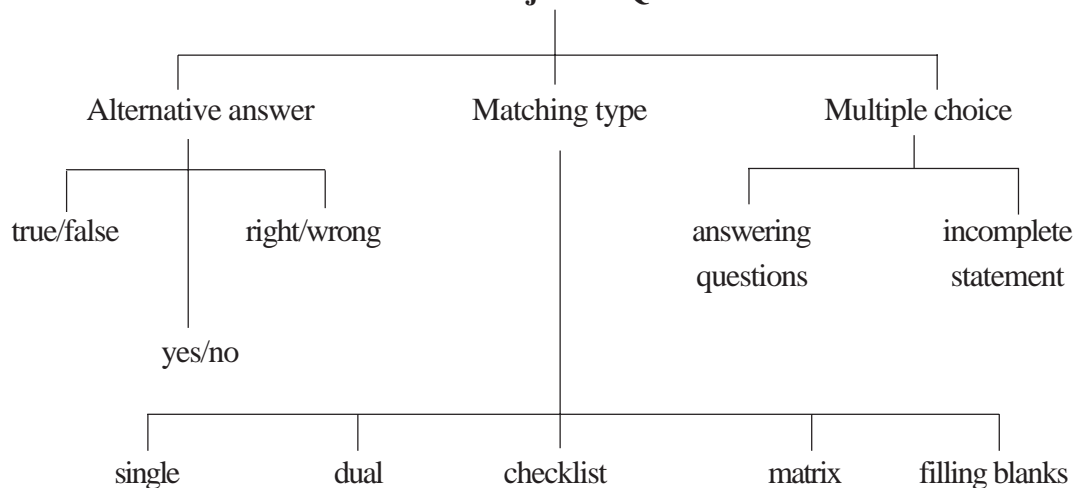 Alternative answer Matching type Multiple choice
true/false right/wrong answering incomplete
questions statement
yes/no
single dual checklist matrix filling blanks